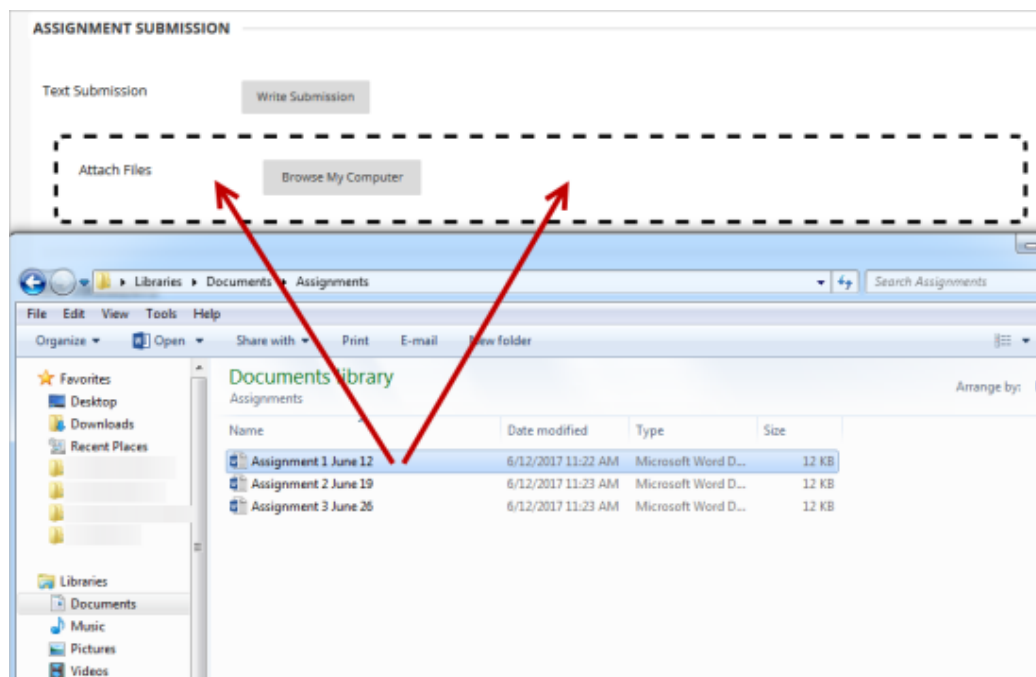 ASSIGNMENT SUBMISSION
Text Submission
Write Submission
Attach Files
Browse My Computer
Libraries Documents Assignments
Search Assignments
File Edit View Tools Help
Organize Open Share with Print E-mail New folder
Favorites
Desktop
Downloads
Recent Places
Libraries
Documents
Music
Pictures
Videos
Documents library
Assignments
Arrange by:
Name Date modified Type Size
Assignment 1 June 12 6/12/2017 11:22 AM Microsoft Word D... 12 KB
Assignment 2 June 19 6/12/2017 11:23 AM Microsoft Word D... 12 KB
Assignment 3 June 26 6/12/2017 11:23 AM Microsoft Word D... 12 KB